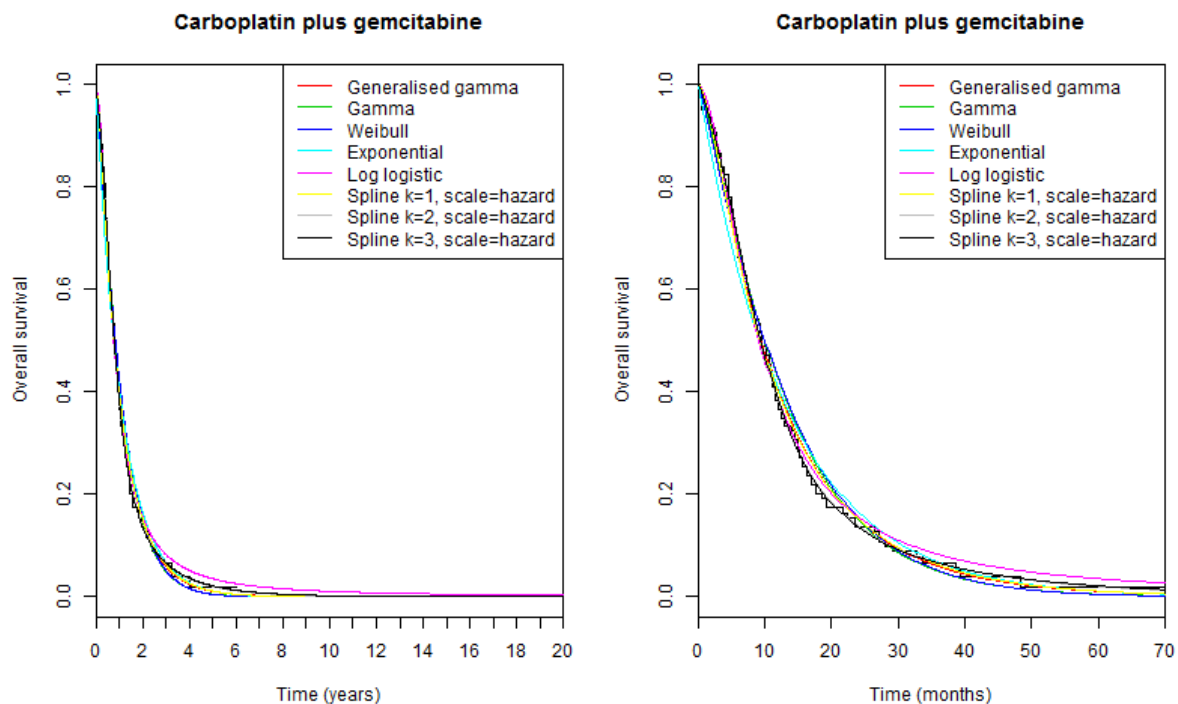 Carboplatin plus gemcitabine
Generalised gamma
Gamma
Weibull
Exponential
Log logistic
Spline k=1, scale=hazard
Spline k=2, scale=hazard
Spline k=3, scale=hazard
Overall survival
1.0
0.8
0.6
0.4
0.2
0.0
0 2 4 6 8 10 12 14 16 18 20
Time (years)
Carboplatin plus gemcitabine
Generalised gamma
Gamma
Weibull
Exponential
Log logistic
Spline k=1, scale=hazard
Spline k=2, scale=hazard
Spline k=3, scale=hazard
Overall survival
1.0
0.8
0.6
0.4
0.2
0.0
0 10 20 30 40 50 60 70
Time (months)